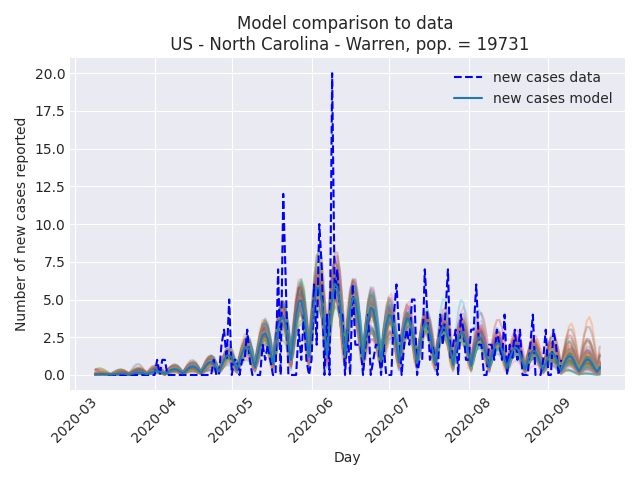 Model comparison to data
US - North Carolina - Warren, pop. = 19731
new cases data
new cases model
Number of new cases reported
20.0
17.5
15.0
12.5
10.0
7.5
5.0
2.5
0.0
2020-03
2020-04
2020-05
2020-06
2020-07
2020-08
2020-09
Day